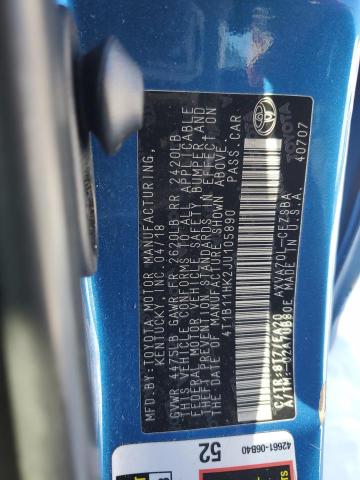 MFD.BY:TOYOTA MOTOR MANUFACTURING,
KENTUCKY, INC. 04/18
GVWR 4475LB GAWR-FR 2620LB RR 2420LB
THIS VEHICLE CONFORMS TO ALL APPLICABLE
FEDERAL MOTOR VEHICLE SAFETY, BUMPER, AND
THEFT PREVENTION STANDARDS IN EFFECT ON THE DATE OF
MANUFACTURE SHOWN ABOVE.
4T1B11HK2JU105890
PASS.CAR
AXVA70L-CEZSBA
MADE IN U.S.A.
TOYOTA
40707
42661-06B40
52